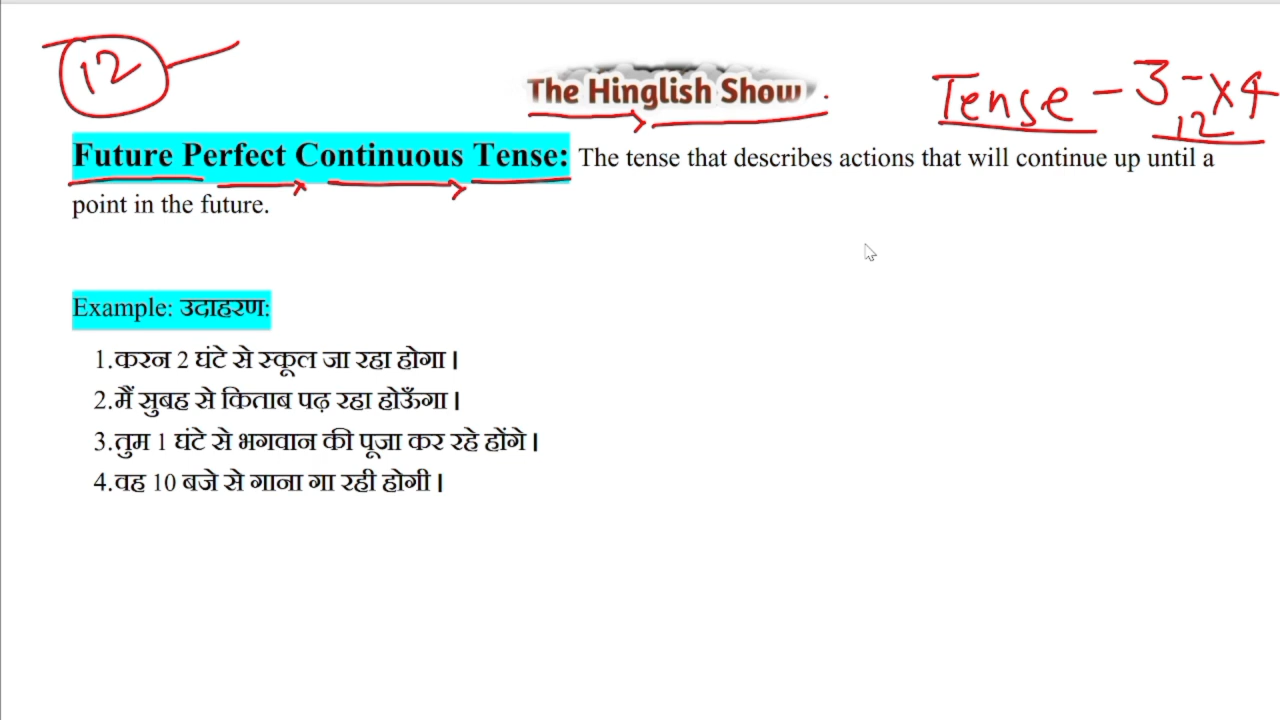 12
The Hinglish Show
Tense - 3 - x 4
12
Future Perfect Continuous Tense: The tense that describes actions that will continue up until a
point in the future.
Example: उदाहरण:
1.करन 2 घंटे से स्कूल जा रहा होगा।
2.मैं सुबह से किताब पढ़ रहा होऊँगा।
3.तुम 1 घंटे से भगवान की पूजा कर रहे होंगे।
4.वह 10 बजे से गाना गा रही होगी।